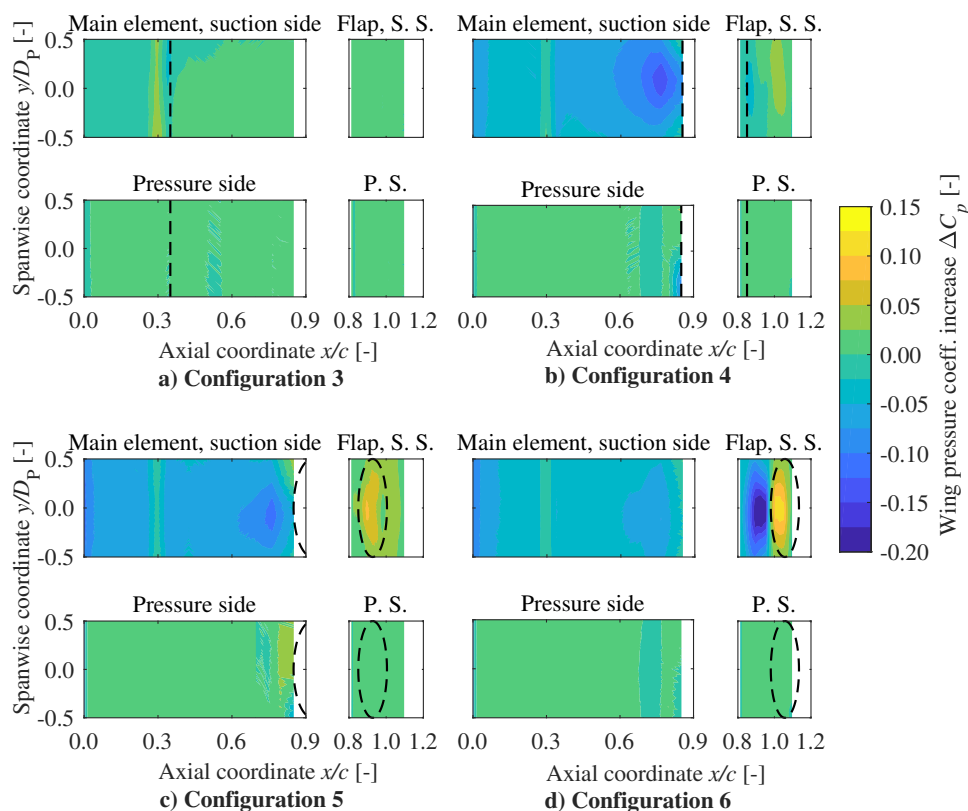 Main element, suction side Flap, S. S. Main element, suction side Flap, S. S.
Spanwise coordinate y/D_P [-]
0.5
0.0
-0.5
Pressure side P. S. Pressure side P. S.
0.5
0.0
-0.5
0.0 0.3 0.6 0.9 0.8 1.0 1.2 0.0 0.3 0.6 0.9 0.8 1.0 1.2
Axial coordinate x/c [-] Axial coordinate x/c [-]
a) Configuration 3 b) Configuration 4
Main element, suction side Flap, S. S. Main element, suction side Flap, S. S.
Spanwise coordinate y/D_P [-]
0.5
0.0
-0.5
Pressure side P. S. Pressure side P. S.
0.5
0.0
-0.5
0.0 0.3 0.6 0.9 0.8 1.0 1.2 0.0 0.3 0.6 0.9 0.8 1.0 1.2
Axial coordinate x/c [-] Axial coordinate x/c [-]
c) Configuration 5 d) Configuration 6
0.15
0.10
0.05
0.00
-0.05
-0.10
-0.15
-0.20
Wing pressure coeff. increase ΔC_p [-]